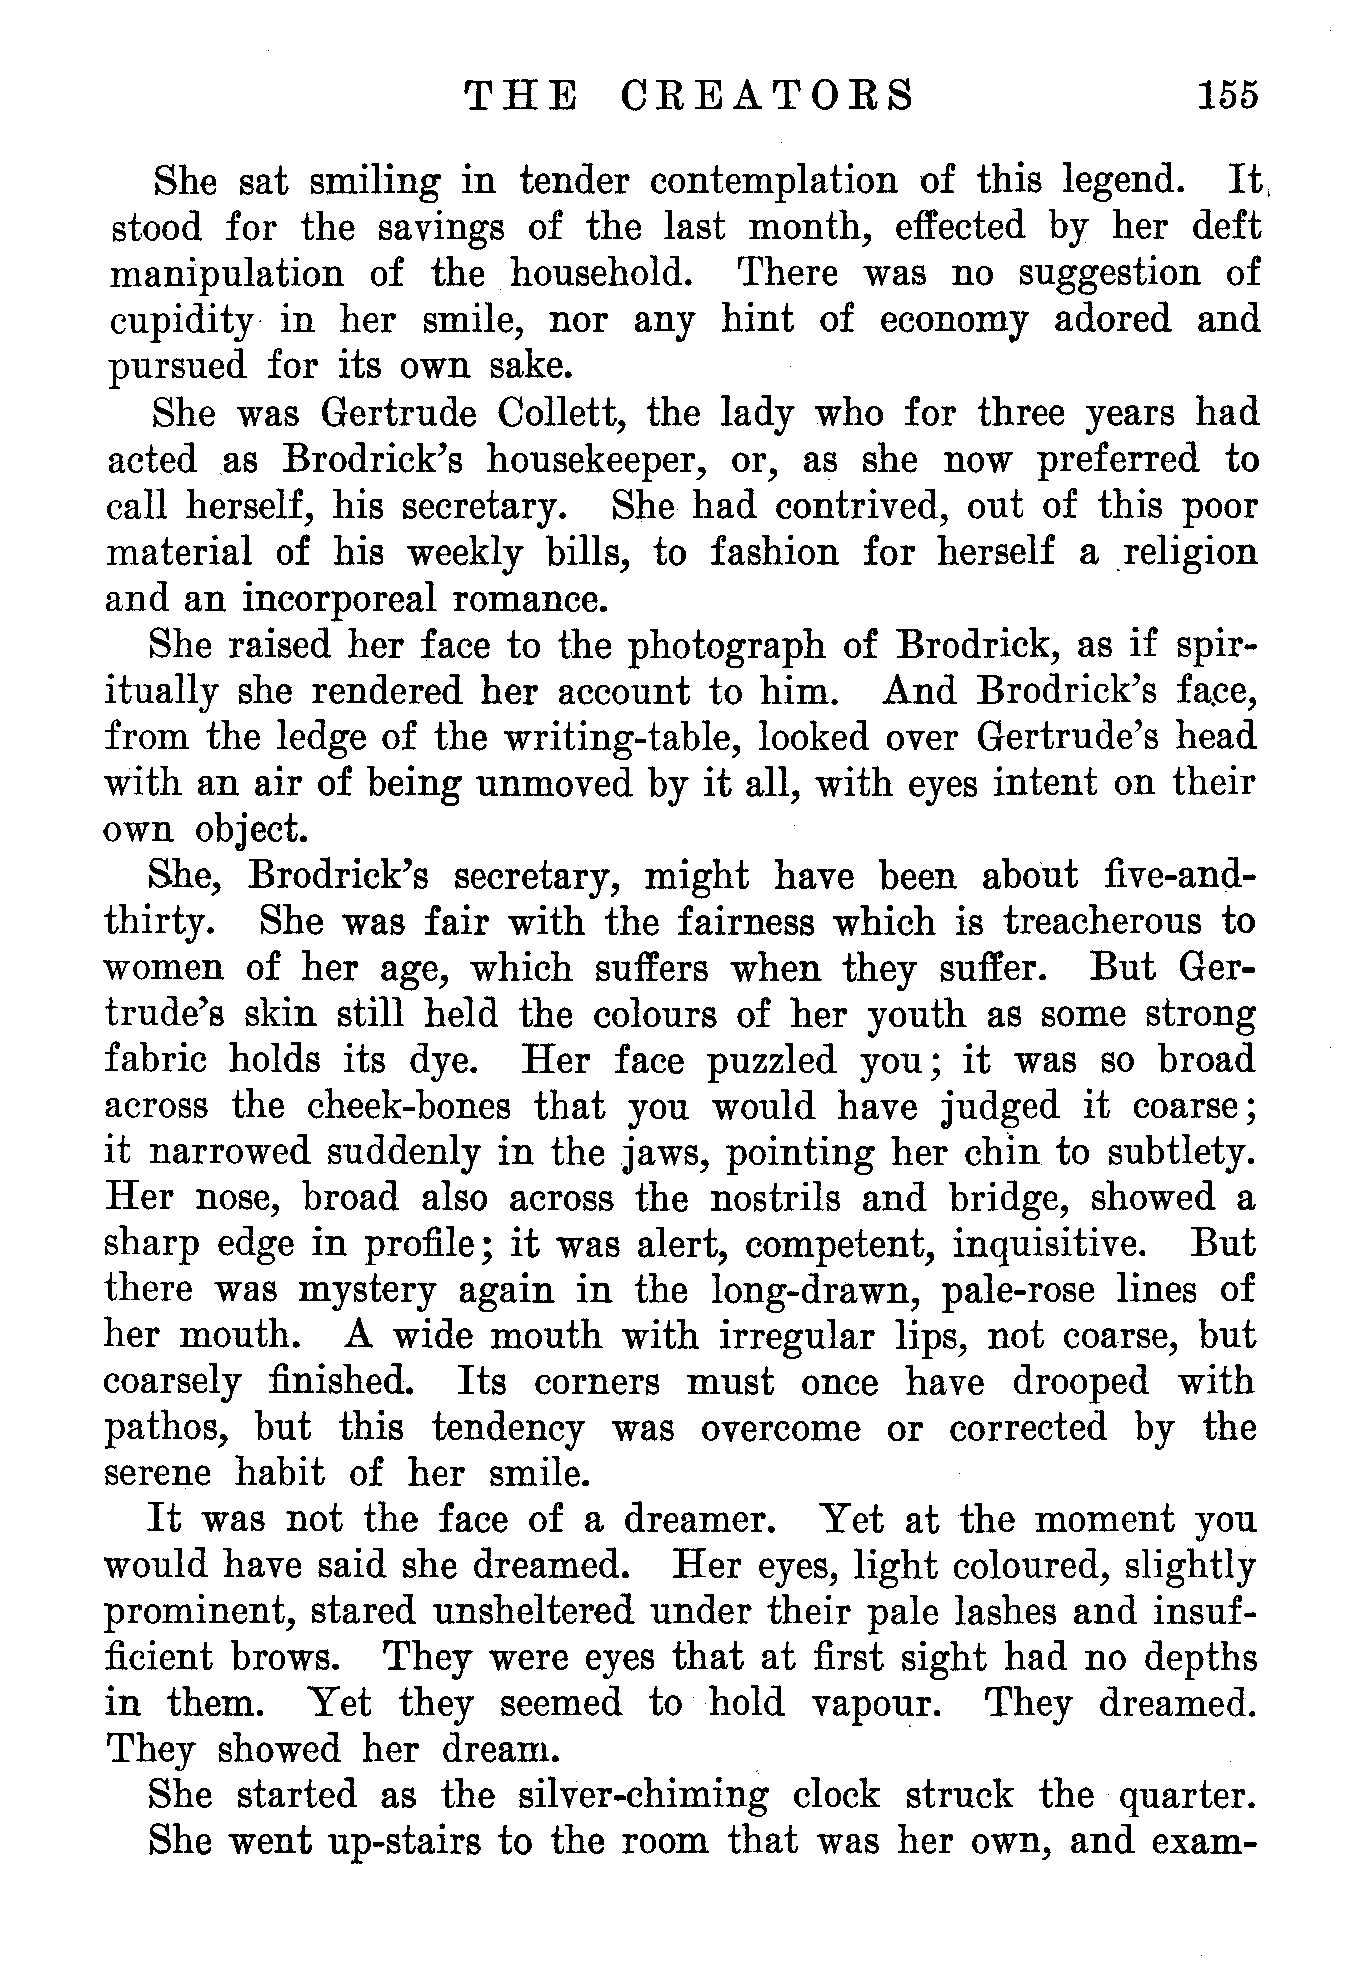 THE CREATORS 155
She sat smiling in tender contemplation of this legend. It
stood for the savings of the last month, effected by her deft
manipulation of the household. There was no suggestion of
cupidity in her smile, nor any hint of economy adored and
pursued for its own sake.
She was Gertrude Collett, the lady who for three years had
acted as Brodrick's housekeeper, or, as she now preferred to
call herself, his secretary. She had contrived, out of this poor
material of his weekly bills, to fashion for herself a religion
and an incorporeal romance.
She raised her face to the photograph of Brodrick, as if spir-
itually she rendered her account to him. And Brodrick's face,
from the ledge of the writing-table, looked over Gertrude's head
with an air of being unmoved by it all, with eyes intent on their
own object.
She, Brodrick's secretary, might have been about five-and-
thirty. She was fair with the fairness which is treacherous to
women of her age, which suffers when they suffer. But Ger-
trude's skin still held the colours of her youth as some strong
fabric holds its dye. Her face puzzled you; it was so broad
across the cheek-bones that you would have judged it coarse;
it narrowed suddenly in the jaws, pointing her chin to subtlety.
Her nose, broad also across the nostrils and bridge, showed a
sharp edge in profile; it was alert, competent, inquisitive. But
there was mystery again in the long-drawn, pale-rose lines of
her mouth. A wide mouth with irregular lips, not coarse, but
coarsely finished. Its corners must once have drooped with
pathos, but this tendency was overcome or corrected by the
serene habit of her smile.
It was not the face of a dreamer. Yet at the moment you
would have said she dreamed. Her eyes, light coloured, slightly
prominent, stared unsheltered under their pale lashes and insuf-
ficient brows. They were eyes that at first sight had no depths
in them. Yet they seemed to hold vapour. They dreamed.
They showed her dream.
She started as the silver-chiming clock struck the quarter.
She went up-stairs to the room that was her own, and exam-